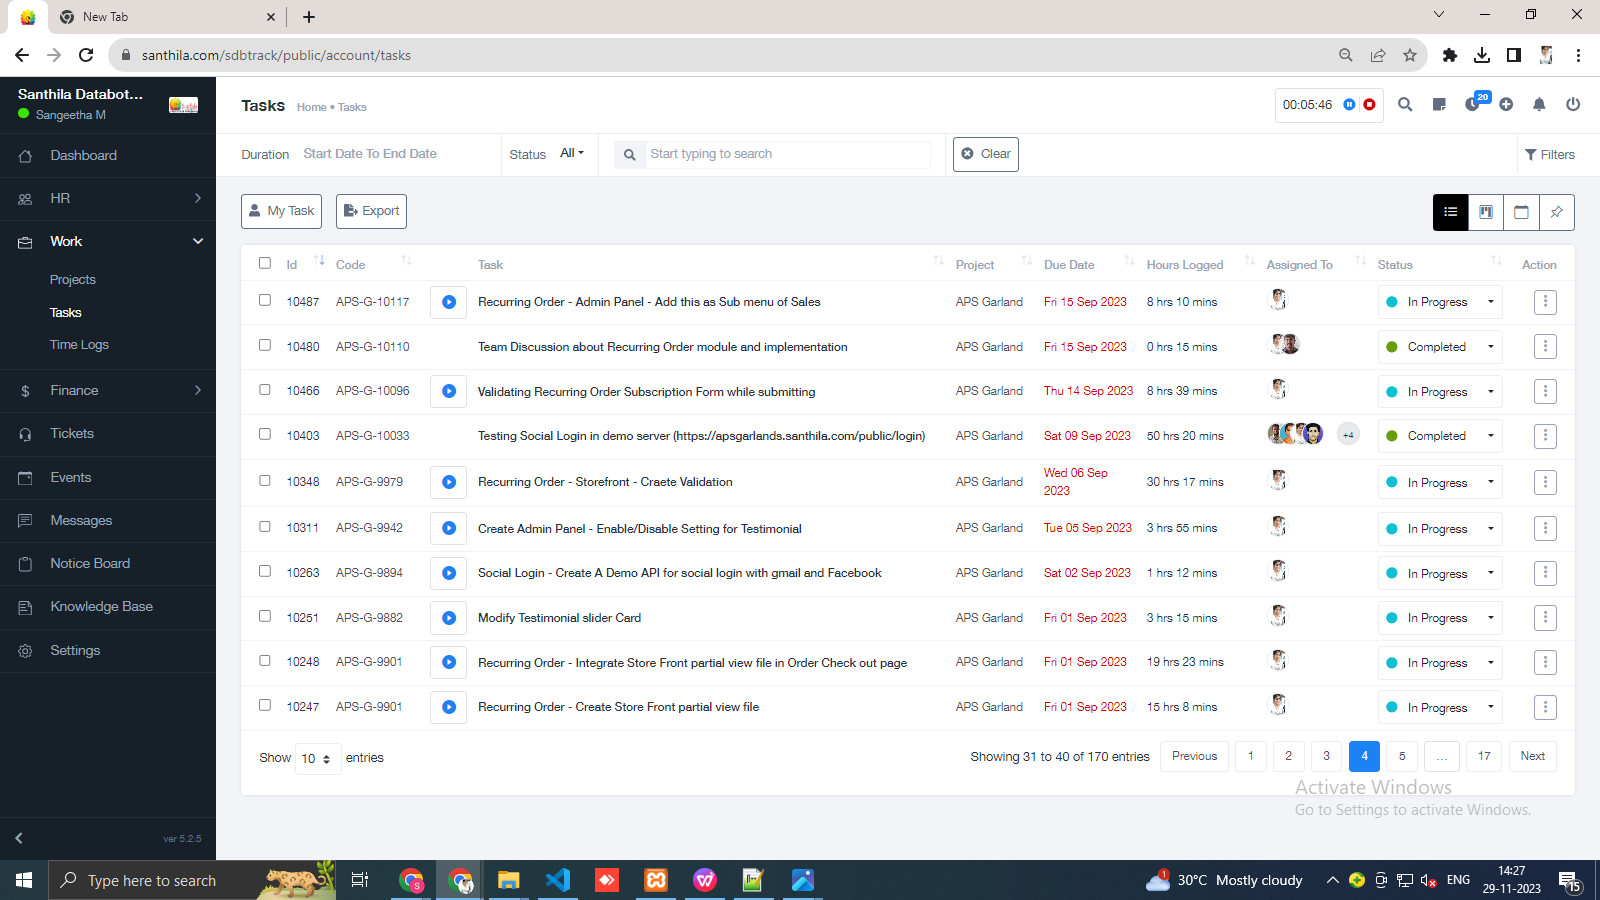 New Tab
santhila.com/sdbtrack/public/account/tasks
Santhila Databot...
Sangeetha M
Tasks Home • Tasks
00:05:46
20
Dashboard
HR
Work
Projects
Tasks
Time Logs
Finance
Tickets
Events
Messages
Notice Board
Knowledge Base
Settings
ver 5.2.5
Duration Start Date To End Date Status All Start typing to search Clear Filters
My Task Export
Id Code Task Project Due Date Hours Logged Assigned To Status Action
10487 APS-G-10117 Recurring Order - Admin Panel - Add this as Sub menu of Sales APS Garland Fri 15 Sep 2023 8 hrs 10 mins In Progress
10480 APS-G-10110 Team Discussion about Recurring Order module and implementation APS Garland Fri 15 Sep 2023 0 hrs 15 mins Completed
10466 APS-G-10096 Validating Recurring Order Subscription Form while submitting APS Garland Thu 14 Sep 2023 8 hrs 39 mins In Progress
10403 APS-G-10033 Testing Social Login in demo server (https://apsgarlands.santhila.com/public/login) APS Garland Sat 09 Sep 2023 50 hrs 20 mins +4 Completed
10348 APS-G-9979 Recurring Order - Storefront - Craete Validation APS Garland Wed 06 Sep 2023 30 hrs 17 mins In Progress
10311 APS-G-9942 Create Admin Panel - Enable/Disable Setting for Testimonial APS Garland Tue 05 Sep 2023 3 hrs 55 mins In Progress
10263 APS-G-9894 Social Login - Create A Demo API for social login with gmail and Facebook APS Garland Sat 02 Sep 2023 1 hrs 12 mins In Progress
10251 APS-G-9882 Modify Testimonial slider Card APS Garland Fri 01 Sep 2023 3 hrs 15 mins In Progress
10248 APS-G-9901 Recurring Order - Integrate Store Front partial view file in Order Check out page APS Garland Fri 01 Sep 2023 19 hrs 23 mins In Progress
10247 APS-G-9901 Recurring Order - Create Store Front partial view file APS Garland Fri 01 Sep 2023 15 hrs 8 mins In Progress
Show 10 entries Showing 31 to 40 of 170 entries Previous 1 2 3 4 5 ... 17 Next
Activate Windows
Go to Settings to activate Windows.
Type here to search
S
1
30°C Mostly cloudy
ENG
14:27
29-11-2023
15